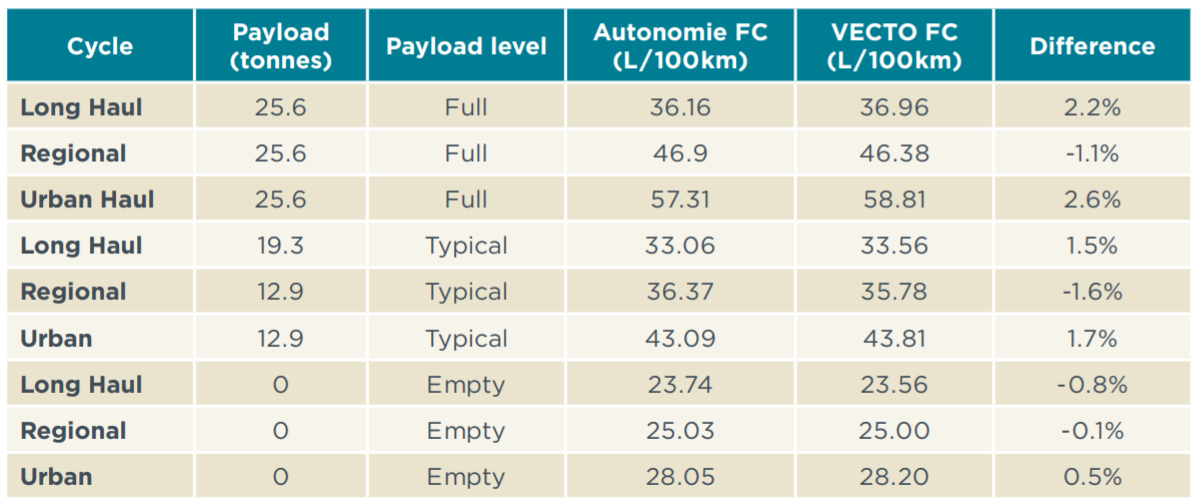 Cycle Payload (tonnes) Payload level Autonomie FC (L/100km) VECTO FC (L/100km) Difference
Long Haul 25.6 Full 36.16 36.96 2.2%
Regional 25.6 Full 46.9 46.38 -1.1%
Urban Haul 25.6 Full 57.31 58.81 2.6%
Long Haul 19.3 Typical 33.06 33.56 1.5%
Regional 12.9 Typical 36.37 35.78 -1.6%
Urban 12.9 Typical 43.09 43.81 1.7%
Long Haul 0 Empty 23.74 23.56 -0.8%
Regional 0 Empty 25.03 25.00 -0.1%
Urban 0 Empty 28.05 28.20 0.5%